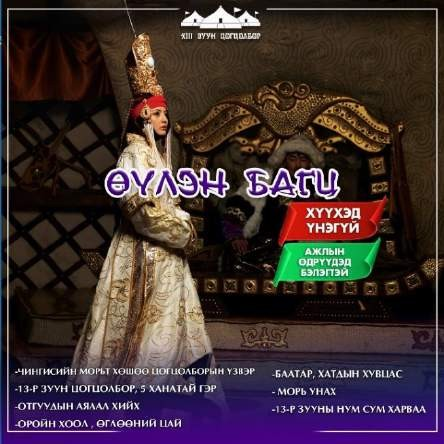 XIII ЗУУН ЦОГЦОЛБОР
ӨҮЛЭН БАГЦ
ХҮҮХЭД
ҮНЭГҮЙ
АЖЛЫН
ӨДРҮҮДЭД
БЭЛЭГТЭЙ
-ЧИНГИСИЙН МОРЬТ ХӨШӨӨ ЦОГЦОЛБОРЫН ҮЗВЭР
-13-Р ЗУУН ЦОГЦОЛБОР, 5 ХАНАТАЙ ГЭР
-ОТГУУДЫН АЯЛАЛ ХИЙХ
-ОРОЙН ХООЛ , ӨГЛӨӨНИЙ ЦАЙ
-БААТАР, ХАТДЫН ХУВЦАС
- МОРЬ УНАХ
-13-Р ЗУУНЫ НУМ СУМ ХАРВАА